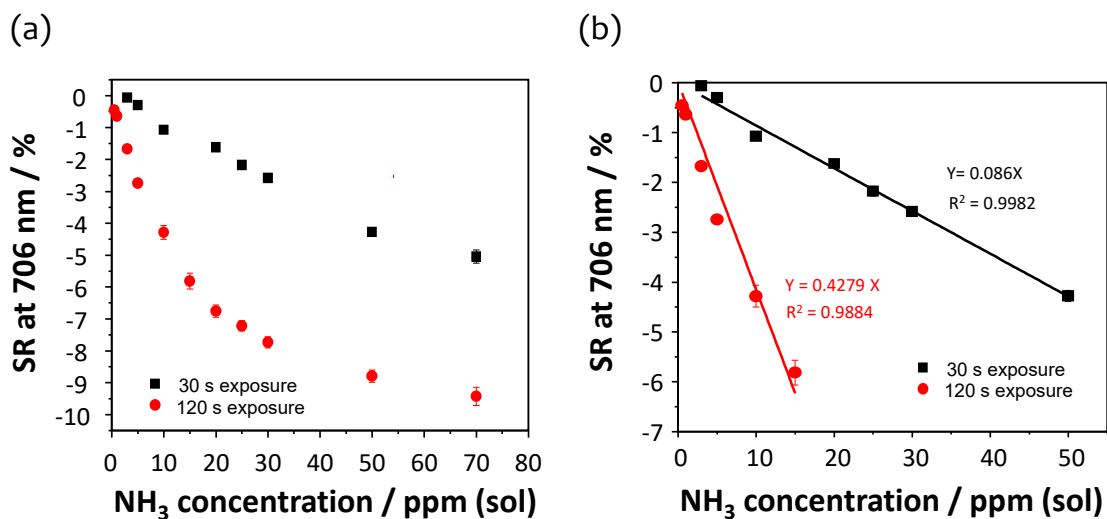 (a)
(b)
0
-1
-2
-3
-4
-5
-6
-7
-8
-9
-10
SR at 706 nm / %
30 s exposure
120 s exposure
0 10 20 30 40 50 60 70 80
NH3 concentration / ppm (sol)
0
-1
-2
-3
-4
-5
-6
-7
SR at 706 nm / %
Y= 0.086X
R² = 0.9982
Y = 0.4279 X
R² = 0.9884
30 s exposure
120 s exposure
0 10 20 30 40 50
NH3 concentration / ppm (sol)